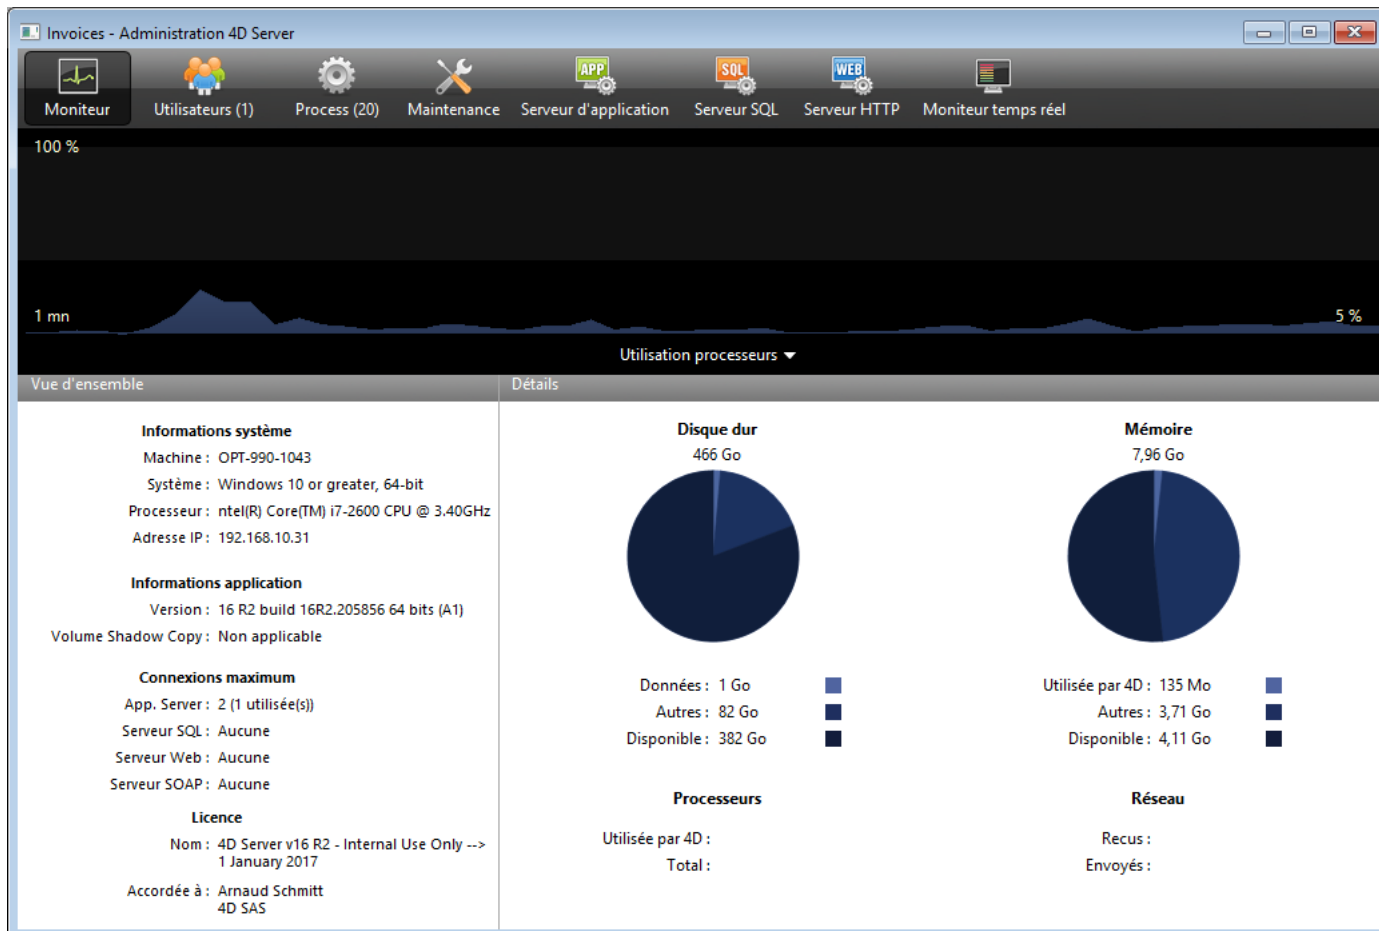 Invoices - Administration 4D Server
Moniteur
Utilisateurs (1)
Process (20)
Maintenance
APP
Serveur d'application
SQL
Serveur SQL
WEB
Serveur HTTP
Moniteur temps réel
100 %
1 mn
5 %
Utilisation processeurs
Vue d'ensemble
Informations système
Machine : OPT-990-1043
Système : Windows 10 or greater, 64-bit
Processeur : ntel(R) Core(TM) i7-2600 CPU @ 3.40GHz
Adresse IP : 192.168.10.31
Informations application
Version : 16 R2 build 16R2.205856 64 bits (A1)
Volume Shadow Copy : Non applicable
Connexions maximum
App. Server : 2 (1 utilisée(s))
Serveur SQL : Aucune
Serveur Web : Aucune
Serveur SOAP : Aucune
Licence
Nom : 4D Server v16 R2 - Internal Use Only -->
1 January 2017
Accordée à : Arnaud Schmitt
4D SAS
Détails
Disque dur
466 Go
Données : 1 Go
Autres : 82 Go
Disponible : 382 Go
Mémoire
7,96 Go
Utilisée par 4D : 135 Mo
Autres : 3,71 Go
Disponible : 4,11 Go
Processeurs
Utilisée par 4D :
Total :
Réseau
Recus :
Envoyés :